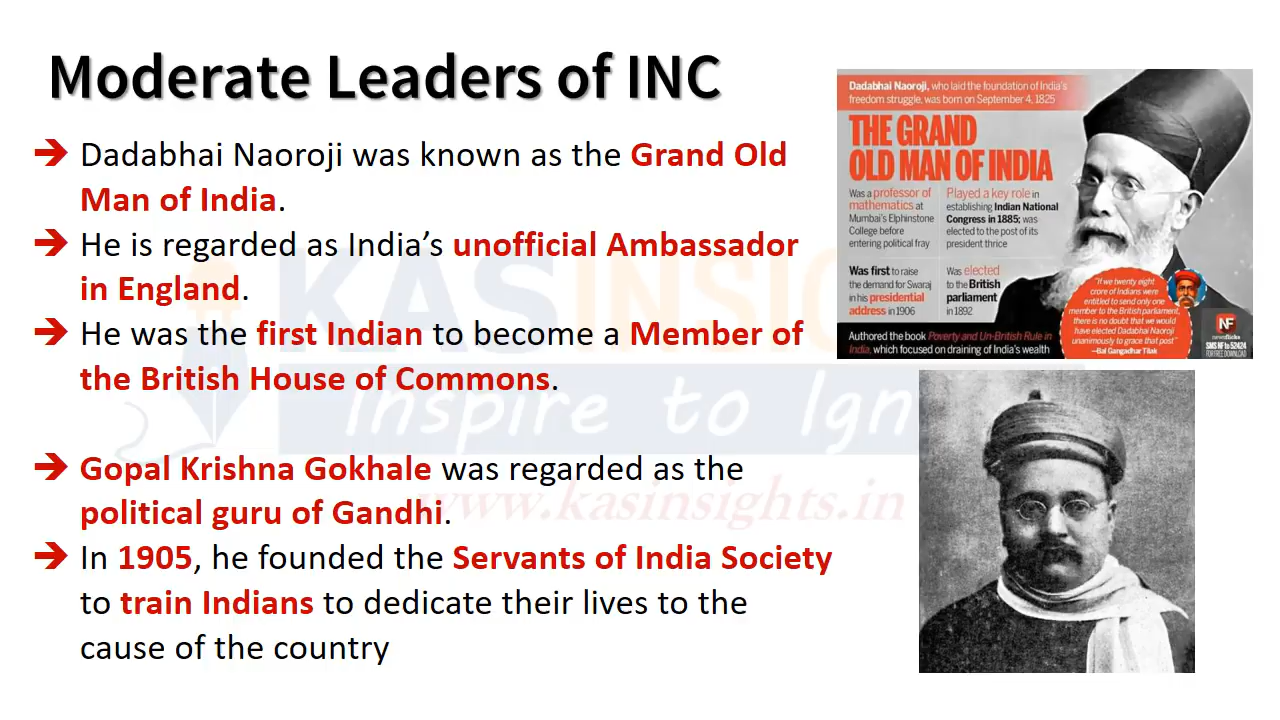 Moderate Leaders of INC
➔ Dadabhai Naoroji was known as the Grand Old
Man of India.
➔ He is regarded as India’s unofficial Ambassador
in England.
➔ He was the first Indian to become a Member of
the British House of Commons.
➔ Gopal Krishna Gokhale was regarded as the
political guru of Gandhi.
➔ In 1905, he founded the Servants of India Society
to train Indians to dedicate their lives to the
cause of the country
Dadabhai Naoroji, who laid the foundation of India's
freedom struggle, was born on September 4, 1825
THE GRAND
OLD MAN OF INDIA
Was a professor of
mathematics at
Mumbai's Elphinstone
College before
entering political fray
Played a key role in
establishing Indian National
Congress in 1885; was
elected to the post of its
president thrice
Was first to raise
the demand for Swaraj
in his presidential
address in 1906
Was elected
to the British
parliament
in 1892
Authored the book Poverty and Un-British Rule in
India, which focused on draining of India's wealth
"If we twenty eight
crore of Indians were
entitled to send only one
member to the British parliament,
there is no doubt that we would
have elected Dadabhai Naoroji
unanimously to grace that post"
—Bal Gangadhar Tilak
NF
newsflicks
SMS NF to 52424
FOR FREE DOWNLOAD
KASINSIG
Inspire to Ign
www.kasinsights.in